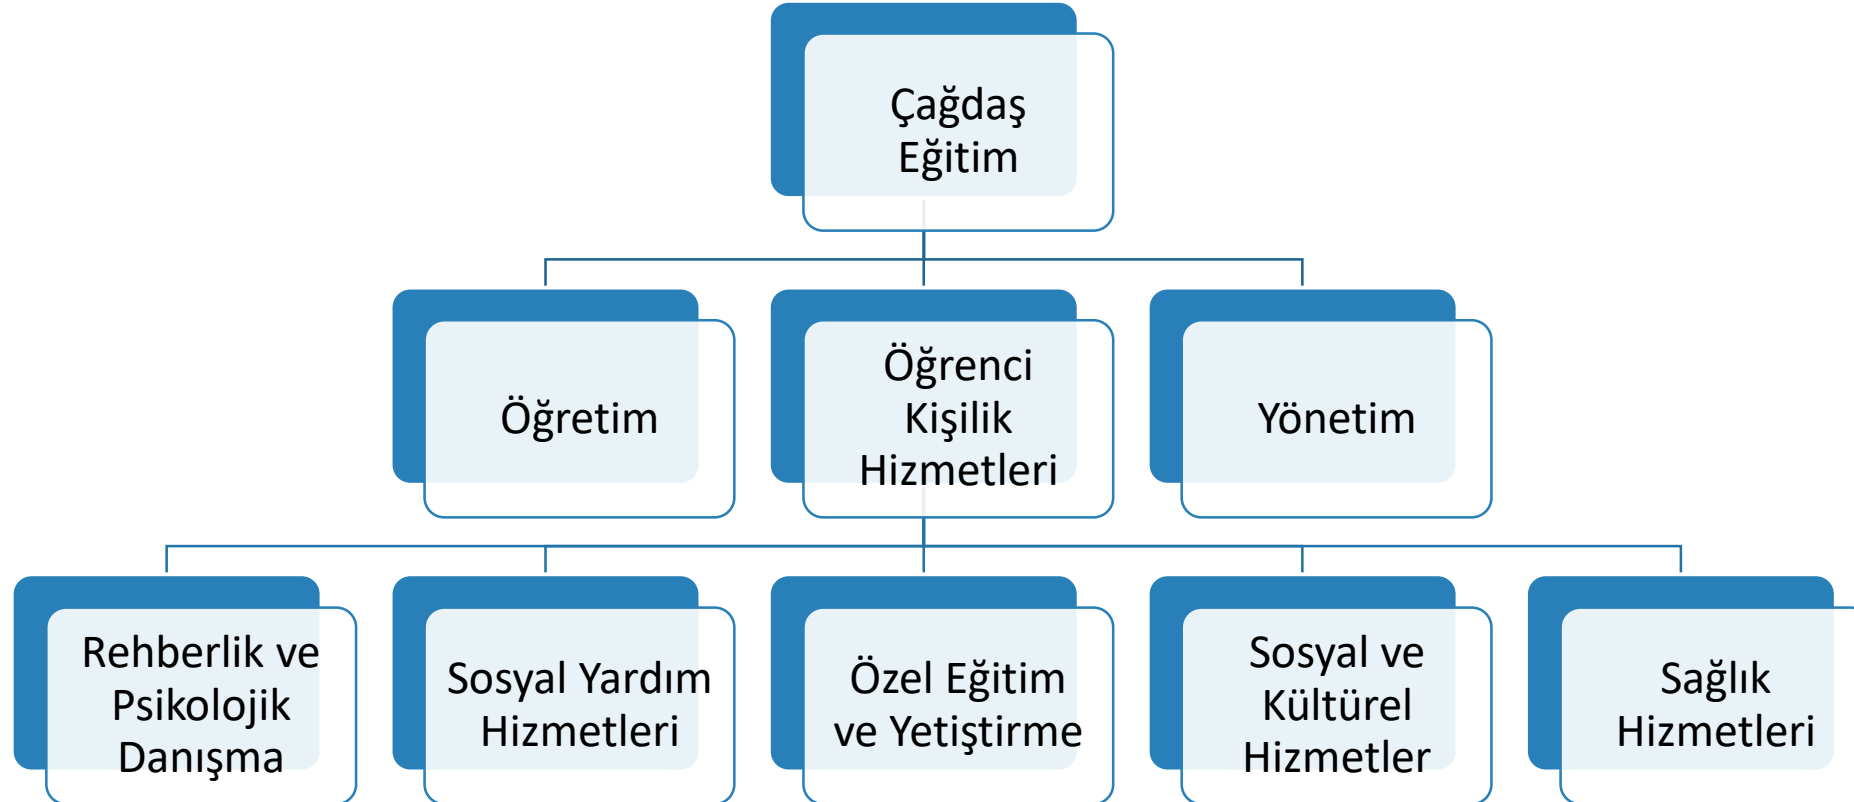 Çağdaş
Eğitim
Öğretim
Öğrenci
Kişilik
Hizmetleri
Yönetim
Rehberlik ve
Psikolojik
Danışma
Sosyal Yardım
Hizmetleri
Özel Eğitim
ve Yetiştirme
Sosyal ve
Kültürel
Hizmetler
Sağlık
Hizmetleri